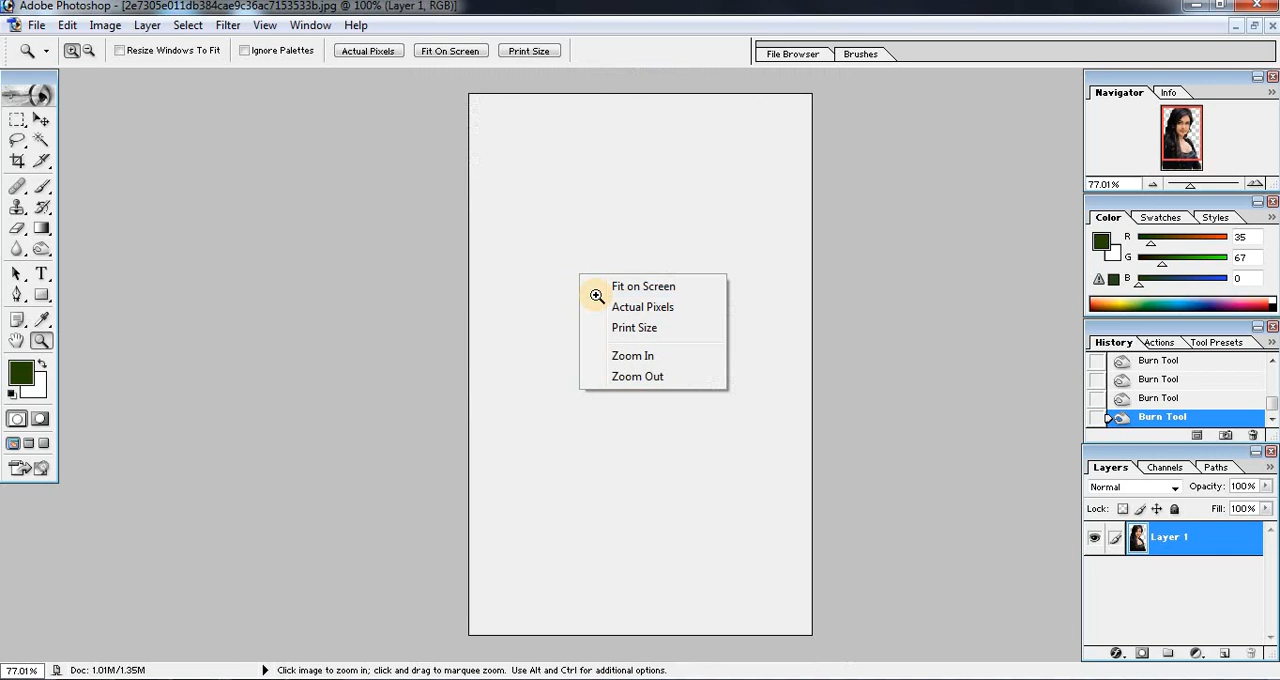 Adobe Photoshop - [2e7305e011db384cae9c36ac7153533b.jpg @ 100% (Layer 1, RGB)]
File Edit Image Layer Select Filter View Window Help
Resize Windows To Fit Ignore Palettes Actual Pixels Fit On Screen Print Size File Browser Brushes
Navigator Info
77.01%
Color Swatches Styles
R 35
G 67
B 0
Fit on Screen
Actual Pixels
Print Size
Zoom In
Zoom Out
T
History Actions Tool Presets
Burn Tool
Burn Tool
Burn Tool
Burn Tool
Layers Channels Paths
Normal Opacity: 100%
Lock: Fill: 100%
Layer 1
77.01% Doc: 1.01M/1.35M Click image to zoom in; click and drag to marquee zoom. Use Alt and Ctrl for additional options.